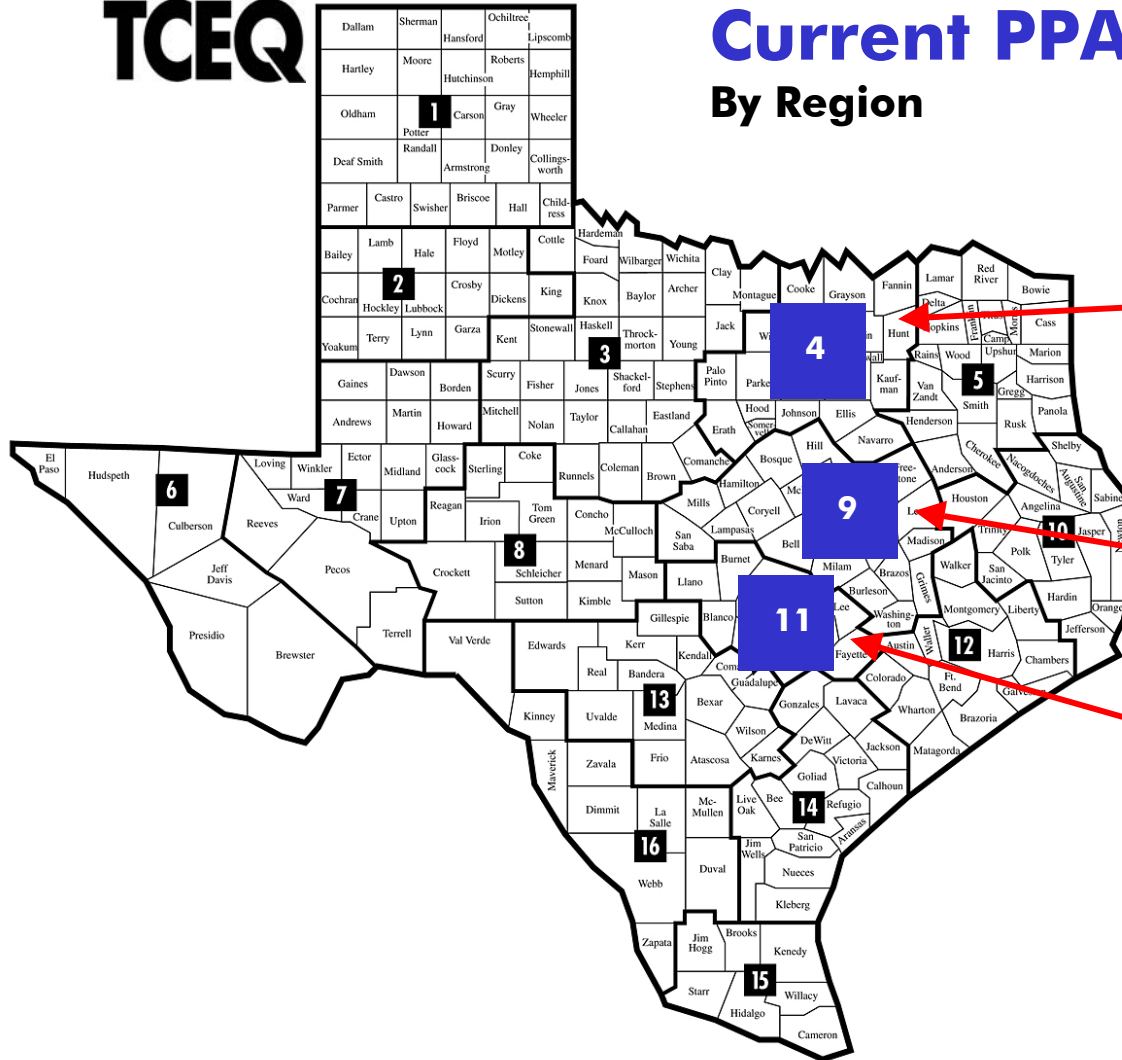 TCEQ
Current PPA
By Region
Dallam
Sherman
Hansford
Ochiltree
Lipscomb
Hartley
Moore
Hutchinson
Roberts
Hemphill
Oldham
Potter
1
Carson
Gray
Wheeler
Deaf Smith
Randall
Armstrong
Donley
Collings-
worth
Parmer
Castro
Swisher
Briscoe
Hall
Child-
ress
Bailey
Lamb
Hale
Floyd
Motley
Cottle
2
Cochran
Hockley
Lubbock
Crosby
Dickens
King
Yoakum
Terry
Lynn
Garza
Kent
Stonewall
Hardeman
Foard
Wilbarger
Wichita
Clay
Montague
Knox
Baylor
Archer
Haskell
Throck-
morton
Young
Jack
3
Gaines
Dawson
Borden
Scurry
Fisher
Jones
Shackel-
ford
Stephens
Palo
Pinto
Andrews
Martin
Howard
Mitchell
Nolan
Taylor
Callahan
Eastland
Erath
Cooke
Grayson
Fannin
4
Hunt
Kauf-
man
Hood
Somer-
vell
Johnson
Ellis
Navarro
Lamar
Red
River
Bowie
Delta
Franklin
Morris
Cass
Camp
Rains
Wood
Upshur
Marion
Van
Zandt
5
Gregg
Harrison
Smith
Henderson
Rusk
Panola
Cherokee
Anderson
El
Paso
Hudspeth
6
Culberson
Jeff
Davis
Presidio
Brewster
Loving
Winkler
Ector
Midland
Glass-
cock
Ward
7
Crane
Upton
Reeves
Pecos
Terrell
Sterling
Coke
Runnels
Coleman
Brown
Comanche
Reagan
Irion
Tom
Green
Concho
McCulloch
8
Crockett
Schleicher
Menard
Mason
Sutton
Kimble
Mills
San
Saba
Lampasas
Hamilton
Bosque
Hill
Coryell
Bell
9
Milam
Madison
Brazos
Burleson
Grimes
Washing-
ton
Burnet
Llano
Blanco
11
Lee
Fayette
Shelby
Nacogdoches
San
Augustine
Sabine
Houston
Angelina
Trinity
10
Jasper
Newton
Polk
Tyler
San
Jacinto
Hardin
Orange
Jefferson
Walker
Montgomery
Liberty
Austin
Waller
12
Harris
Chambers
Colorado
Ft.
Bend
Galveston
Wharton
Brazoria
Matagorda
Val Verde
Edwards
Gillespie
Kerr
Kendall
Real
Bandera
Guadalupe
13
Kinney
Uvalde
Medina
Bexar
Wilson
Frio
Atascosa
Karnes
Gonzales
Lavaca
DeWitt
Victoria
Jackson
Goliad
Calhoun
Maverick
Zavala
Dimmit
La
Salle
Mc-
Mullen
Live
Oak
Bee
14
Refugio
Aransas
San
Patricio
Jim
Wells
16
Webb
Duval
Nueces
Kleberg
Zapata
Jim
Hogg
Brooks
Kenedy
15
Starr
Hidalgo
Willacy
Cameron